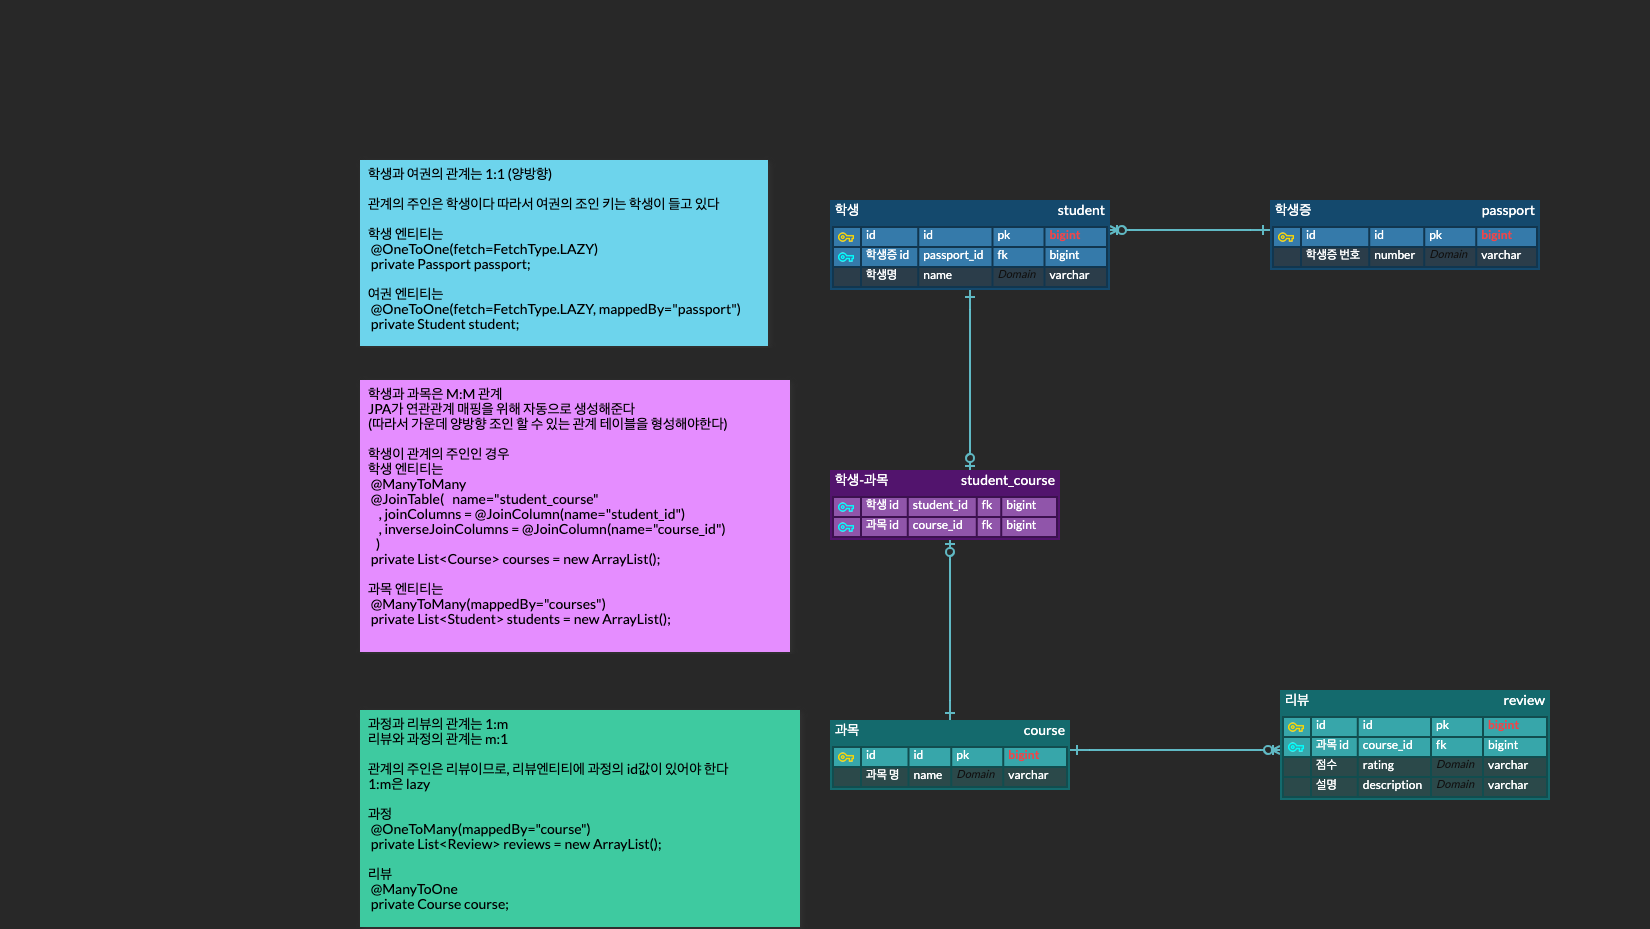 학생과 여권의 관계는 1:1 (양방향)
관계의 주인은 학생이다 따라서 여권의 조인 키는 학생이 들고 있다
학생 엔티티는
@OneToOne(fetch=FetchType.LAZY)
private Passport passport;
여권 엔티티는
@OneToOne(fetch=FetchType.LAZY, mappedBy="passport")
private Student student;
학생과 과목은 M:M 관계
JPA가 연관관계 매핑을 위해 자동으로 생성해준다
(따라서 가운데 양방향 조인 할 수 있는 관계 테이블을 형성해야한다)
학생이 관계의 주인인 경우
학생 엔티티는
@ManyToMany
@JoinTable( name="student_course"
, joinColumns = @JoinColumn(name="student_id")
, inverseJoinColumns = @JoinColumn(name="course_id")
)
private List<Course> courses = new ArrayList();
과목 엔티티는
@ManyToMany(mappedBy="courses")
private List<Student> students = new ArrayList();
과정과 리뷰의 관계는 1:m
리뷰와 과정의 관계는 m:1
관계의 주인은 리뷰이므로, 리뷰엔티티에 과정의 id값이 있어야 한다
1:m은 lazy
과정
@OneToMany(mappedBy="course")
private List<Review> reviews = new ArrayList();
리뷰
@ManyToOne
private Course course;
학생 student
id id pk bigint
학생증 id passport_id fk bigint
학생명 name Domain varchar
학생증 passport
id id pk bigint
학생증 번호 number Domain varchar
학생-과목 student_course
학생 id student_id fk bigint
과목 id course_id fk bigint
과목 course
id id pk bigint
과목 명 name Domain varchar
리뷰 review
id id pk bigint
과목 id course_id fk bigint
점수 rating Domain varchar
설명 description Domain varchar